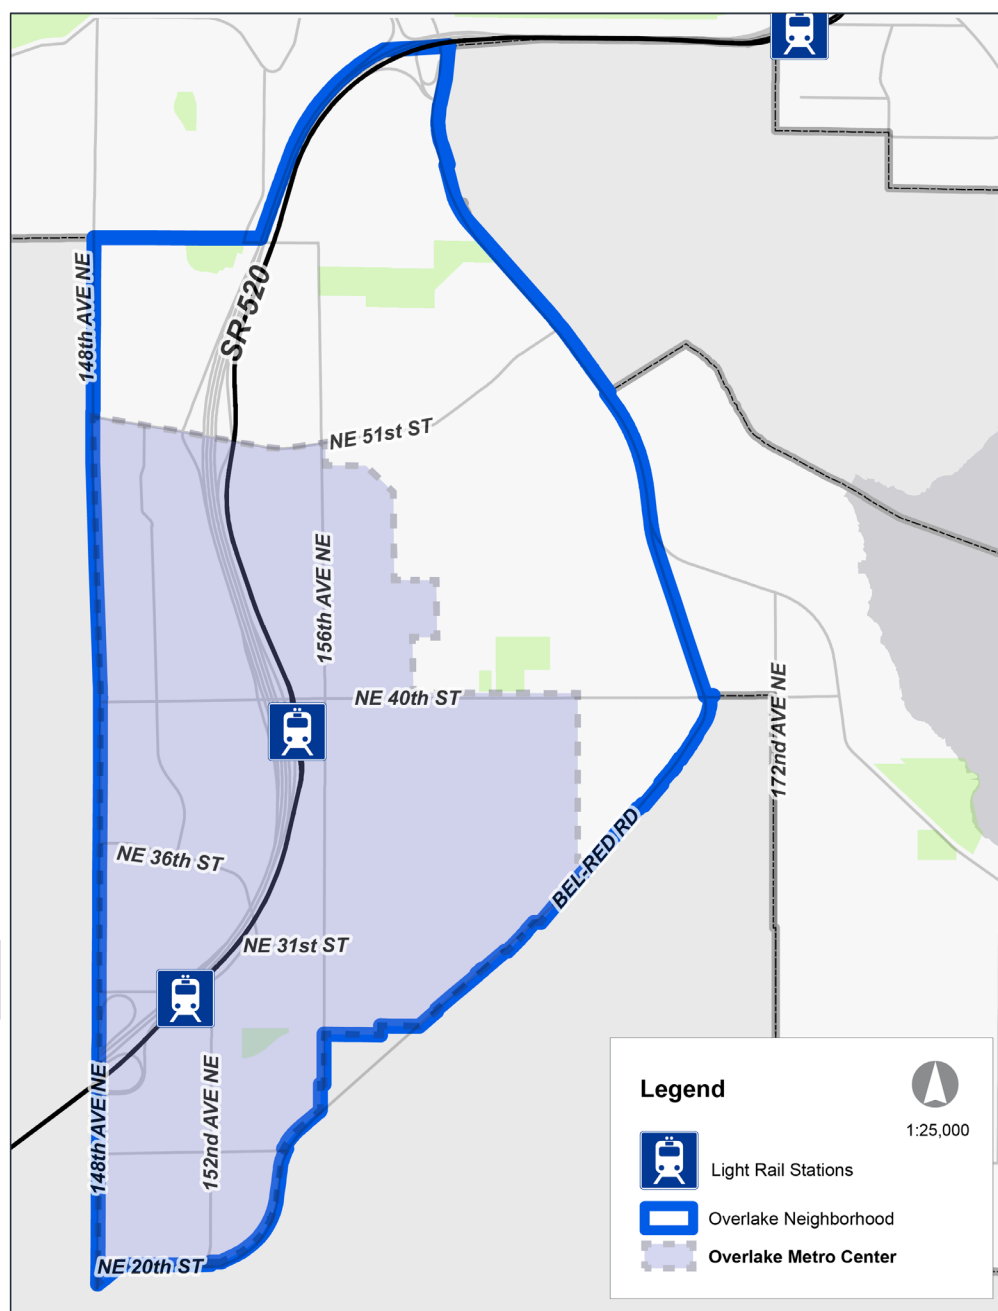 148th AVE NE
SR-520
NE 51st ST
156th AVE NE
NE 40th ST
172nd AVE NE
BEL-RED RD
NE 36th ST
NE 31st ST
148th AVE NE
152nd AVE NE
NE 20th ST
Legend
1:25,000
Light Rail Stations
Overlake Neighborhood
Overlake Metro Center